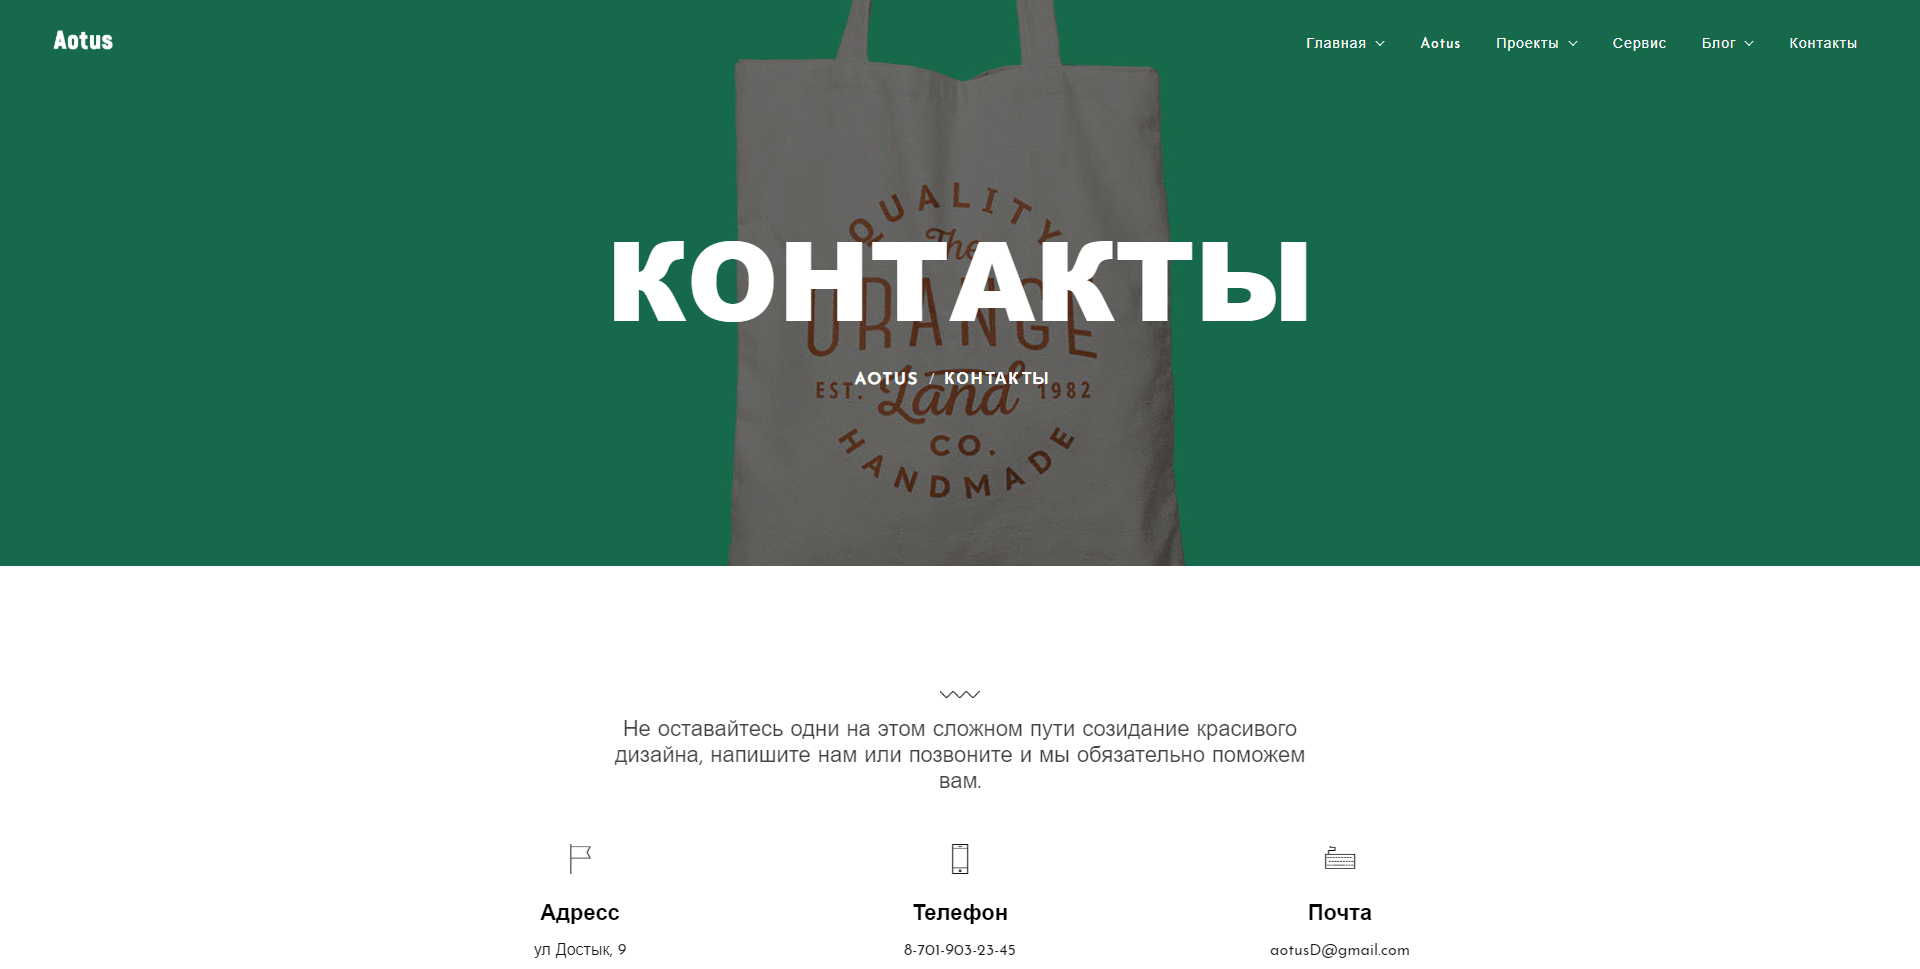 Aotus
Главная
Aotus
Проекты
Сервис
Блог
Контакты
QUALITY
The
ORANGE
EST. Land 1982
CO.
HANDMADE
КОНТАКТЫ
AOTUS / КОНТАКТЫ
Не оставайтесь одни на этом сложном пути созидание красивого
дизайна, напишите нам или позвоните и мы обязательно поможем
вам.
Адресс
ул Достык, 9
Телефон
8-701-903-23-45
Почта
aotusD@gmail.com